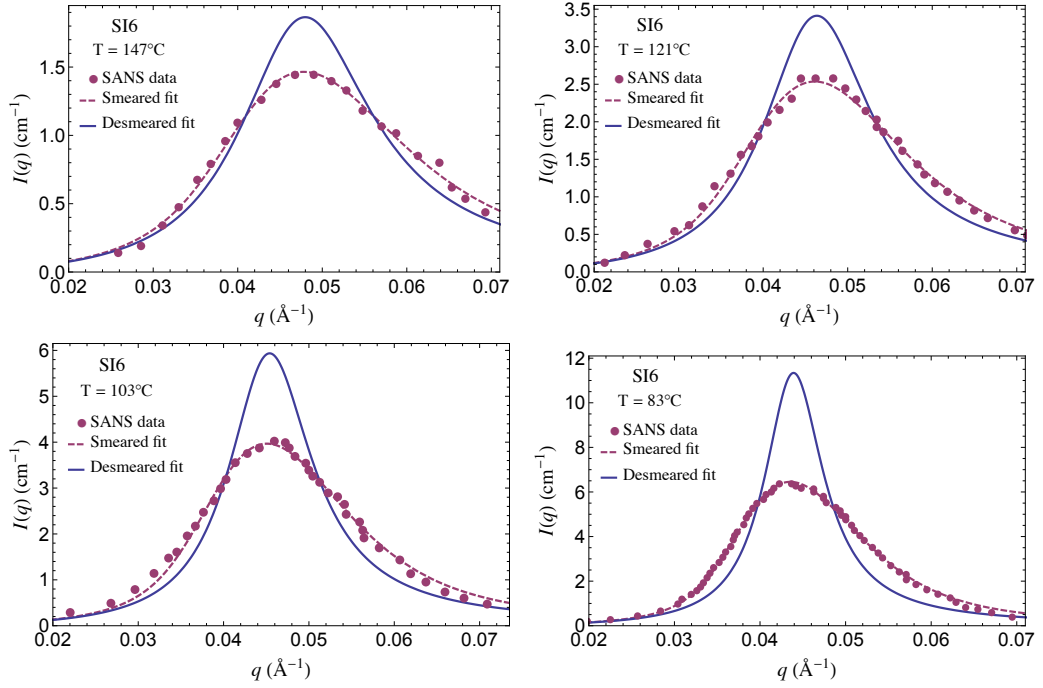 SI6
T = 147°C
SANS data
Smeared fit
Desmeared fit
I(q) (cm⁻¹)
0.0
0.5
1.0
1.5
0.02 0.03 0.04 0.05 0.06 0.07
q (Å⁻¹)
SI6
T = 121°C
SANS data
Smeared fit
Desmeared fit
I(q) (cm⁻¹)
0.0
0.5
1.0
1.5
2.0
2.5
3.0
3.5
0.02 0.03 0.04 0.05 0.06 0.07
q (Å⁻¹)
SI6
T = 103°C
SANS data
Smeared fit
Desmeared fit
I(q) (cm⁻¹)
0
1
2
3
4
5
6
0.02 0.03 0.04 0.05 0.06 0.07
q (Å⁻¹)
SI6
T = 83°C
SANS data
Smeared fit
Desmeared fit
I(q) (cm⁻¹)
0
2
4
6
8
10
12
0.02 0.03 0.04 0.05 0.06 0.07
q (Å⁻¹)